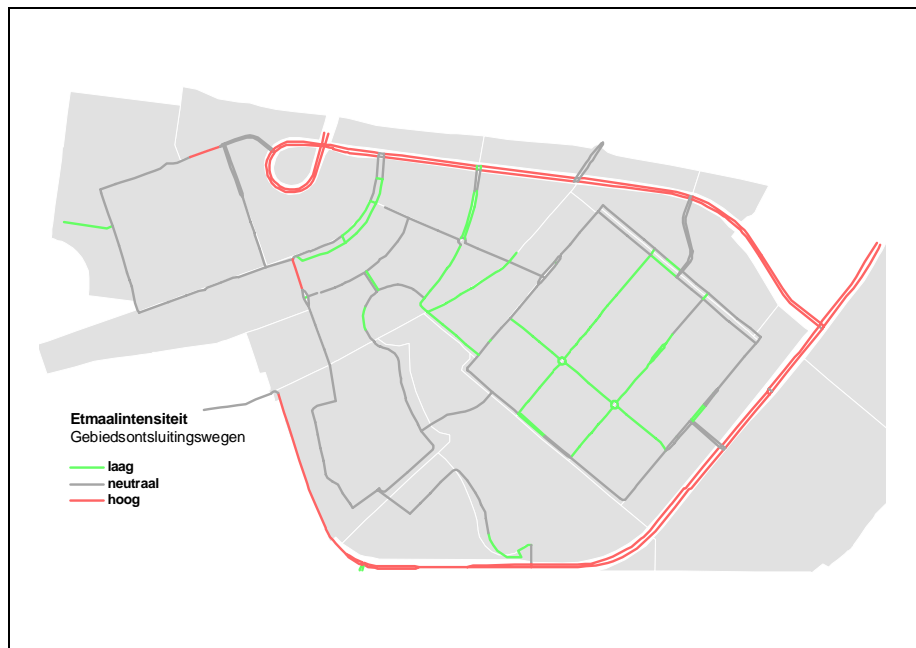 Etmaalintensiteit
Gebiedsontsluitingswegen
laag
neutraal
hoog